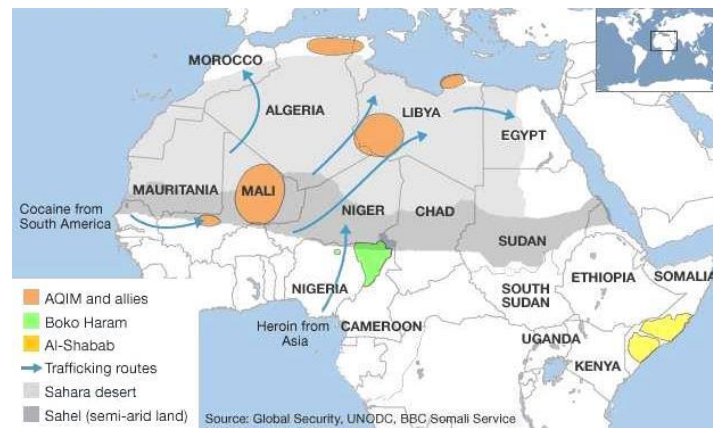 MOROCCO
ALGERIA
LIBYA
EGYPT
MAURITANIA
MALI
NIGER
CHAD
SUDAN
Cocaine from
South America
NIGERIA
ETHIOPIA
SOMALIA
SOUTH
SUDAN
Heroin from
Asia
CAMEROON
UGANDA
KENYA
AQIM and allies
Boko Haram
Al-Shabab
Trafficking routes
Sahara desert
Sahel (semi-arid land)
Source: Global Security, UNODC, BBC Somali Service